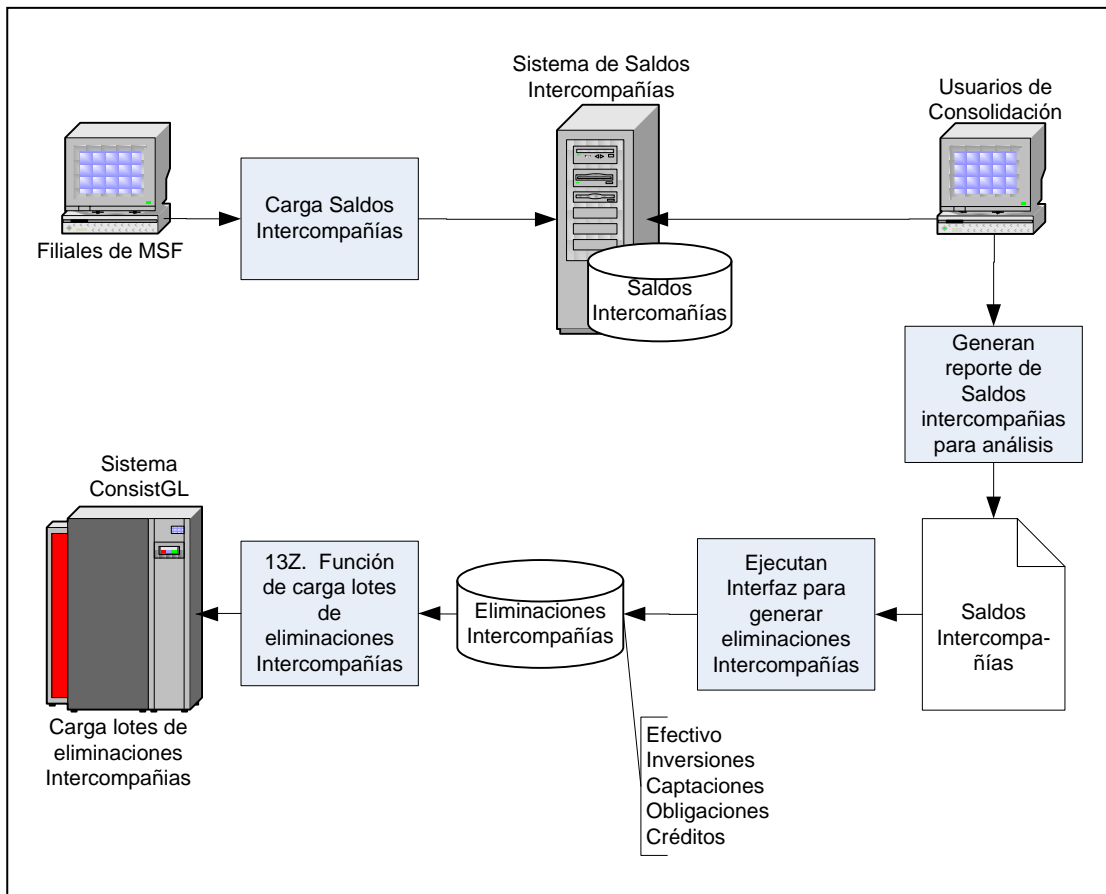 Sistema de Saldos
Intercompañías
Usuarios de
Consolidación
Filiales de MSF
Carga Saldos
Intercompañías
Saldos
Intercomañías
Generan
reporte de
Saldos
intercompañias
para análisis
Sistema
ConsistGL
Carga lotes de
eliminaciones
Intercompañias
13Z.  Función
de carga lotes
de
eliminaciones
Intercompañías
Eliminaciones
Intercompañías
Ejecutan
Interfaz para
generar
eliminaciones
Intercompañías
Saldos
Intercompa-
ñías
Efectivo
Inversiones
Captaciones
Obligaciones
Créditos